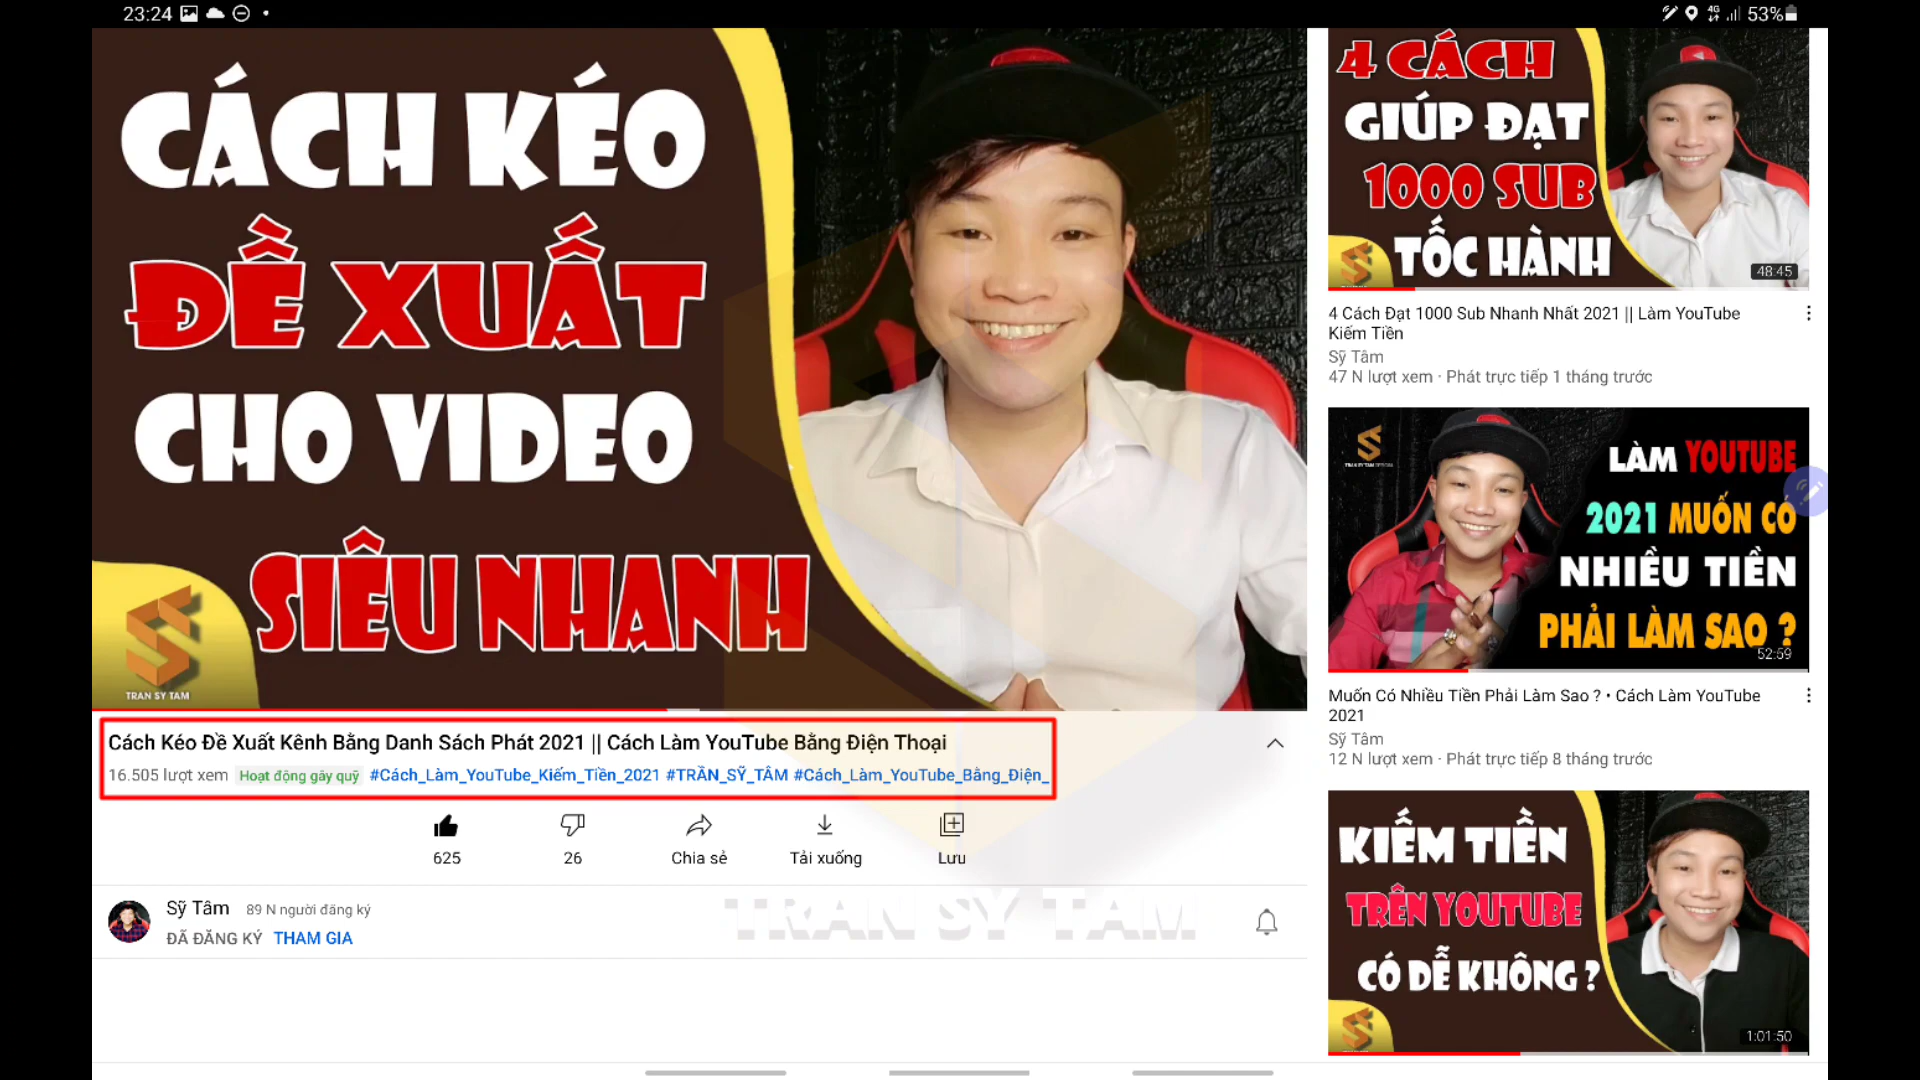 23:24
4G
53%
CÁCH KÉO
ĐỀ XUẤT
CHO VIDEO
SIÊU NHANH
TRAN SY TAM
Cách Kéo Đề Xuất Kênh Bằng Danh Sách Phát 2021 || Cách Làm YouTube Bằng Điện Thoại
16.505 lượt xem Hoạt động gây quỹ #Cách_Làm_YouTube_Kiếm_Tiền_2021 #TRẦN_SỸ_TÂM #Cách_Làm_YouTube_Bằng_Điện_
625
26
Chia sẻ
Tải xuống
Lưu
Sỹ Tâm 89 N người đăng ký
ĐÃ ĐĂNG KÝ THAM GIA
TRAN SY TAM
4 CÁCH
GIÚP ĐẠT
1000 SUB
TỐC HÀNH
48:45
4 Cách Đạt 1000 Sub Nhanh Nhất 2021 || Làm YouTube
Kiếm Tiền
Sỹ Tâm
47 N lượt xem · Phát trực tiếp 1 tháng trước
LÀM YOUTUBE
2021 MUỐN CÓ
NHIỀU TIỀN
PHẢI LÀM SAO ?
52:59
Muốn Có Nhiều Tiền Phải Làm Sao ? • Cách Làm YouTube
2021
Sỹ Tâm
12 N lượt xem · Phát trực tiếp 8 tháng trước
KIẾM TIỀN
TRÊN YOUTUBE
CÓ DỄ KHÔNG ?
1:01:50